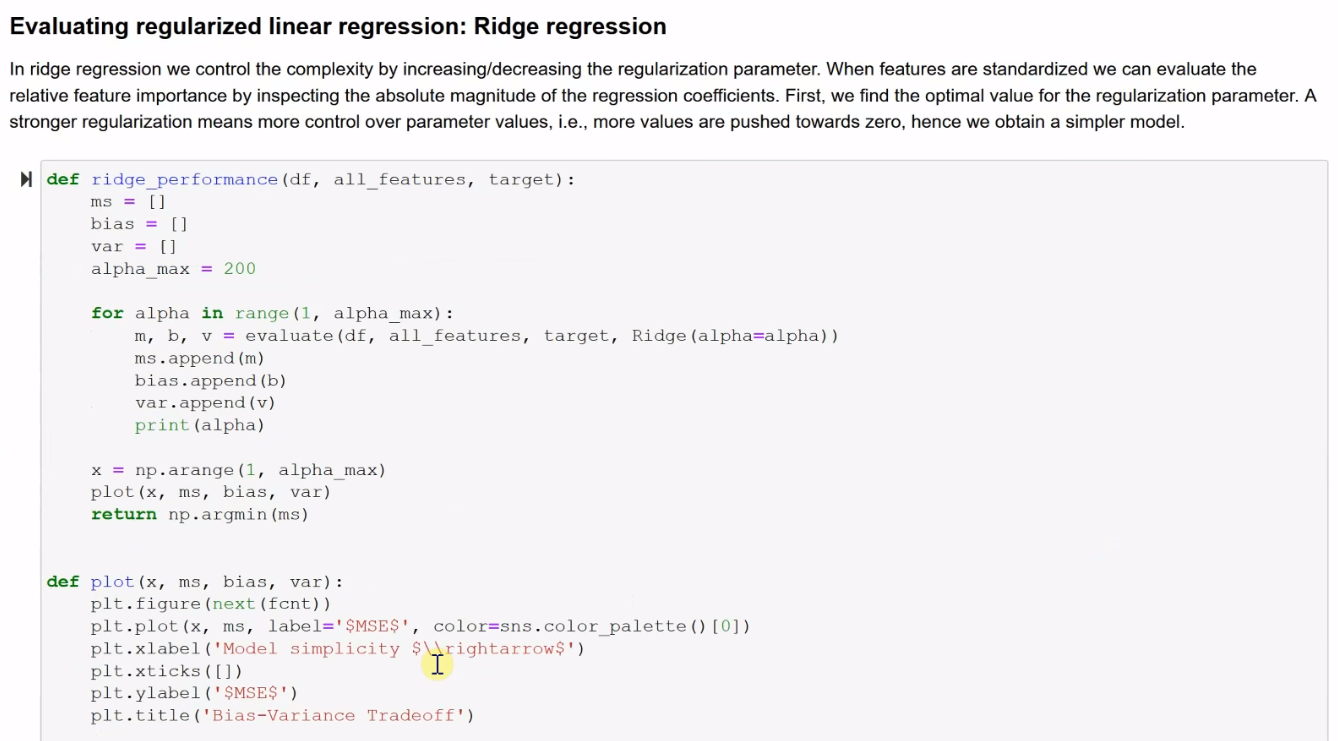 Evaluating regularized linear regression: Ridge regression
In ridge regression we control the complexity by increasing/decreasing the regularization parameter. When features are standardized we can evaluate the
relative feature importance by inspecting the absolute magnitude of the regression coefficients. First, we find the optimal value for the regularization parameter. A
stronger regularization means more control over parameter values, i.e., more values are pushed towards zero, hence we obtain a simpler model.
def ridge_performance(df, all_features, target):
    ms = []
    bias = []
    var = []
    alpha_max = 200
    for alpha in range(1, alpha_max):
        m, b, v = evaluate(df, all_features, target, Ridge(alpha=alpha))
        ms.append(m)
        bias.append(b)
        var.append(v)
        print(alpha)
    x = np.arange(1, alpha_max)
    plot(x, ms, bias, var)
    return np.argmin(ms)
def plot(x, ms, bias, var):
    plt.figure(next(fcnt))
    plt.plot(x, ms, label='$MSE$', color=sns.color_palette()[0])
    plt.xlabel('Model simplicity $\\rightarrow$')
    plt.xticks([])
    plt.ylabel('$MSE$')
    plt.title('Bias-Variance Tradeoff')